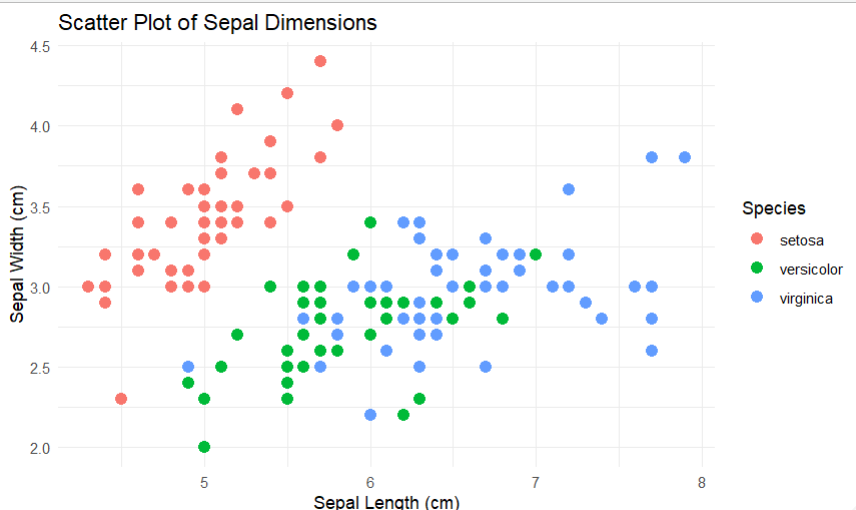 Scatter Plot of Sepal Dimensions
4.5
4.0
3.5
3.0
2.5
2.0
Sepal Width (cm)
5 6 7 8
Sepal Length (cm)
Species
setosa
versicolor
virginica